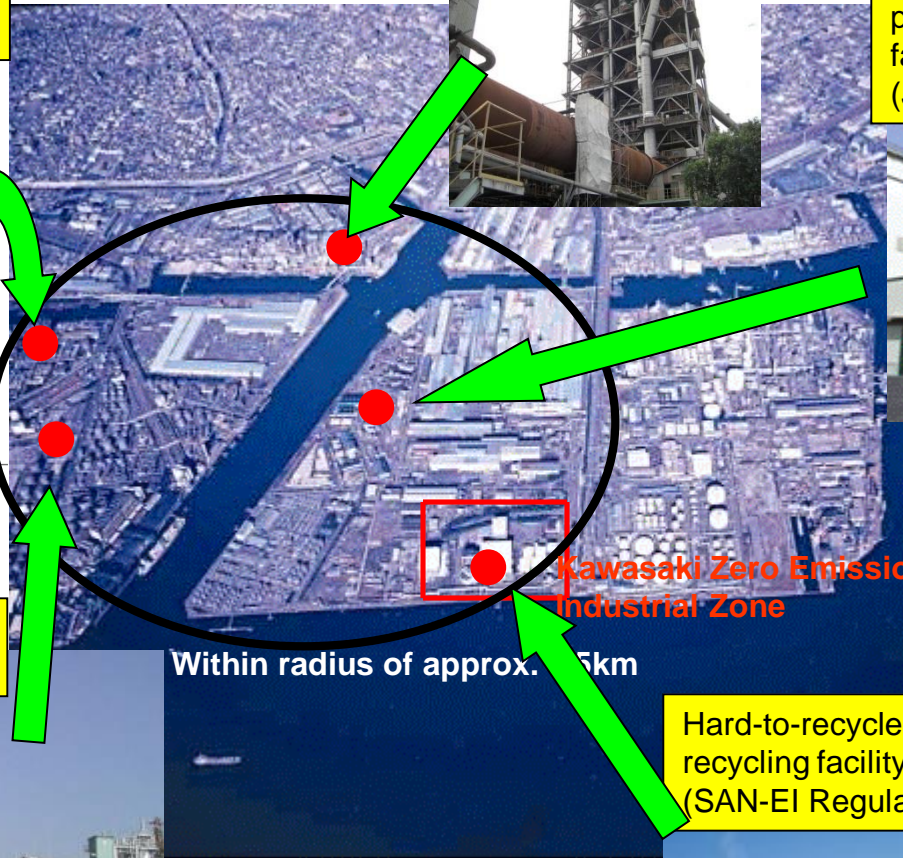 p
fa
(
Kawasaki Zero Emissio
Industrial Zone
Within radius of approx. 5km
Hard-to-recycle
recycling facility
(SAN-EI Regula